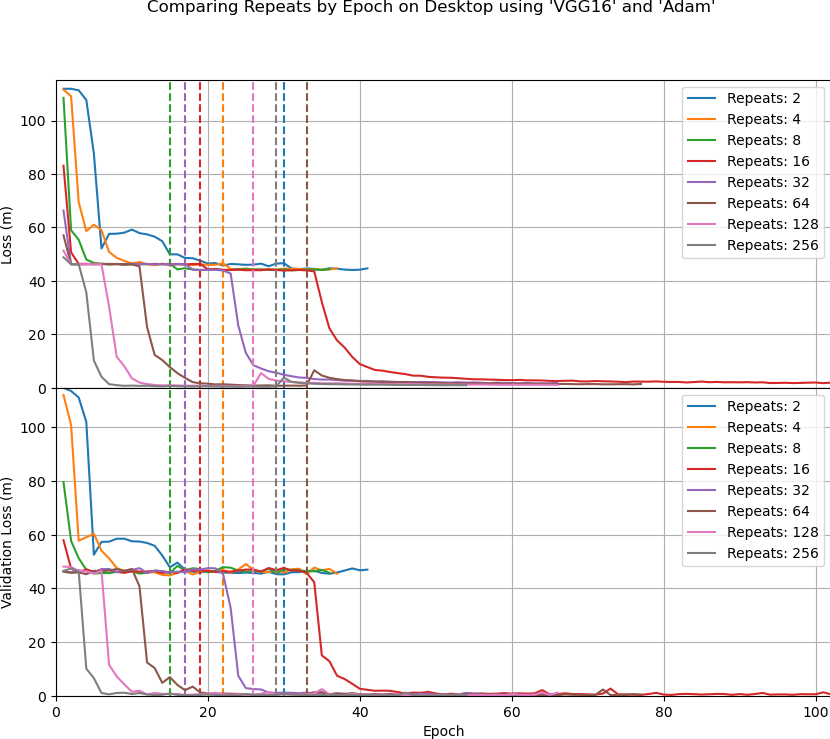 Comparing Repeats by Epoch on Desktop using 'VGG16' and 'Adam'
Loss (m)
100
80
60
40
20
0
Repeats: 2
Repeats: 4
Repeats: 8
Repeats: 16
Repeats: 32
Repeats: 64
Repeats: 128
Repeats: 256
Validation Loss (m)
100
80
60
40
20
0
Repeats: 2
Repeats: 4
Repeats: 8
Repeats: 16
Repeats: 32
Repeats: 64
Repeats: 128
Repeats: 256
0 20 40 60 80 100
Epoch